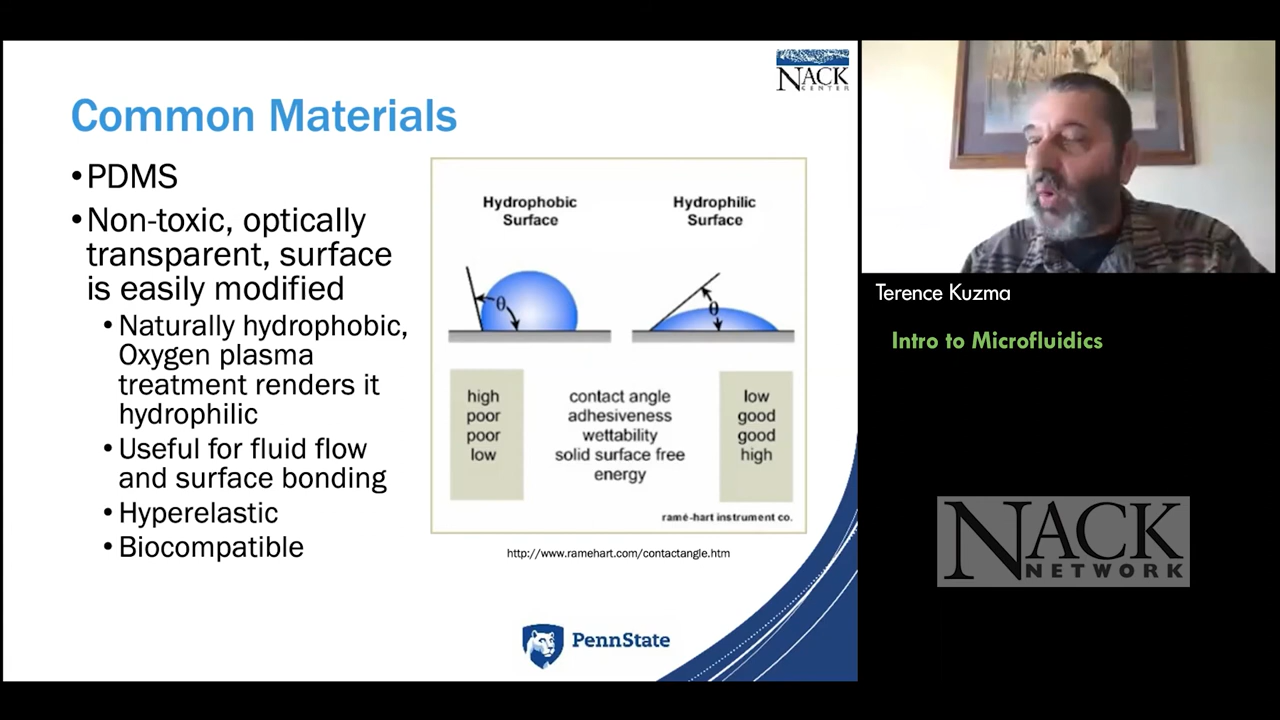 NACK
CENTER
Common Materials
•PDMS
•Non-toxic, optically
transparent, surface
is easily modified
•Naturally hydrophobic,
Oxygen plasma
treatment renders it
hydrophilic
•Useful for fluid flow
and surface bonding
•Hyperelastic
•Biocompatible
Hydrophobic
Surface
Hydrophilic
Surface
θ
θ
high
poor
poor
low
contact angle
adhesiveness
wettability
solid surface free
energy
low
good
good
high
ramé-hart instrument co.
http://www.ramehart.com/contactangle.htm
PennState
Terence Kuzma
Intro to Microfluidics
NACK
NETWORK